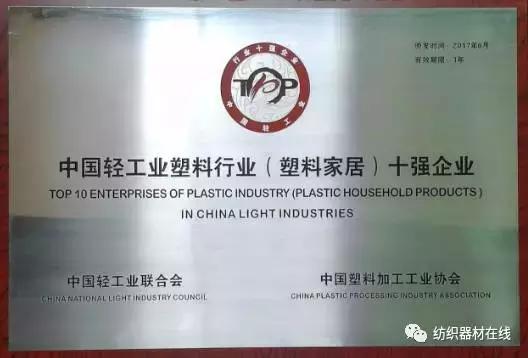 颁发时间：2017年6月
有效期限：1年
行业十强企业
TOP
中国轻工业
中国轻工业塑料行业（塑料家居）十强企业
TOP 10 ENTERPRISES OF PLASTIC INDUSTRY (PLASTIC HOUSEHOLD PRODUCTS)
IN CHINA LIGHT INDUSTRIES
中国轻工业联合会
CHINA NATIONAL LIGHT INDUSTRY COUNCIL
中国塑料加工工业协会
CHINA PLASTIC PROCESSING INDUSTRY ASSOCIATION
纺织器材在线